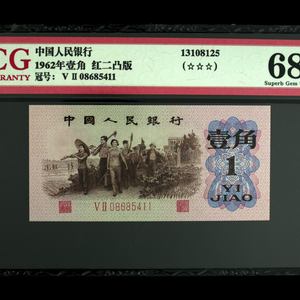 CG
WARRANTY
中国人民银行
1962年壹角 红二凸版
冠号: V II 08685411
13108125
(☆☆☆)
68
Superb Gem
中国人民银行
壹角
1
YI
JIAO
V II 08685411